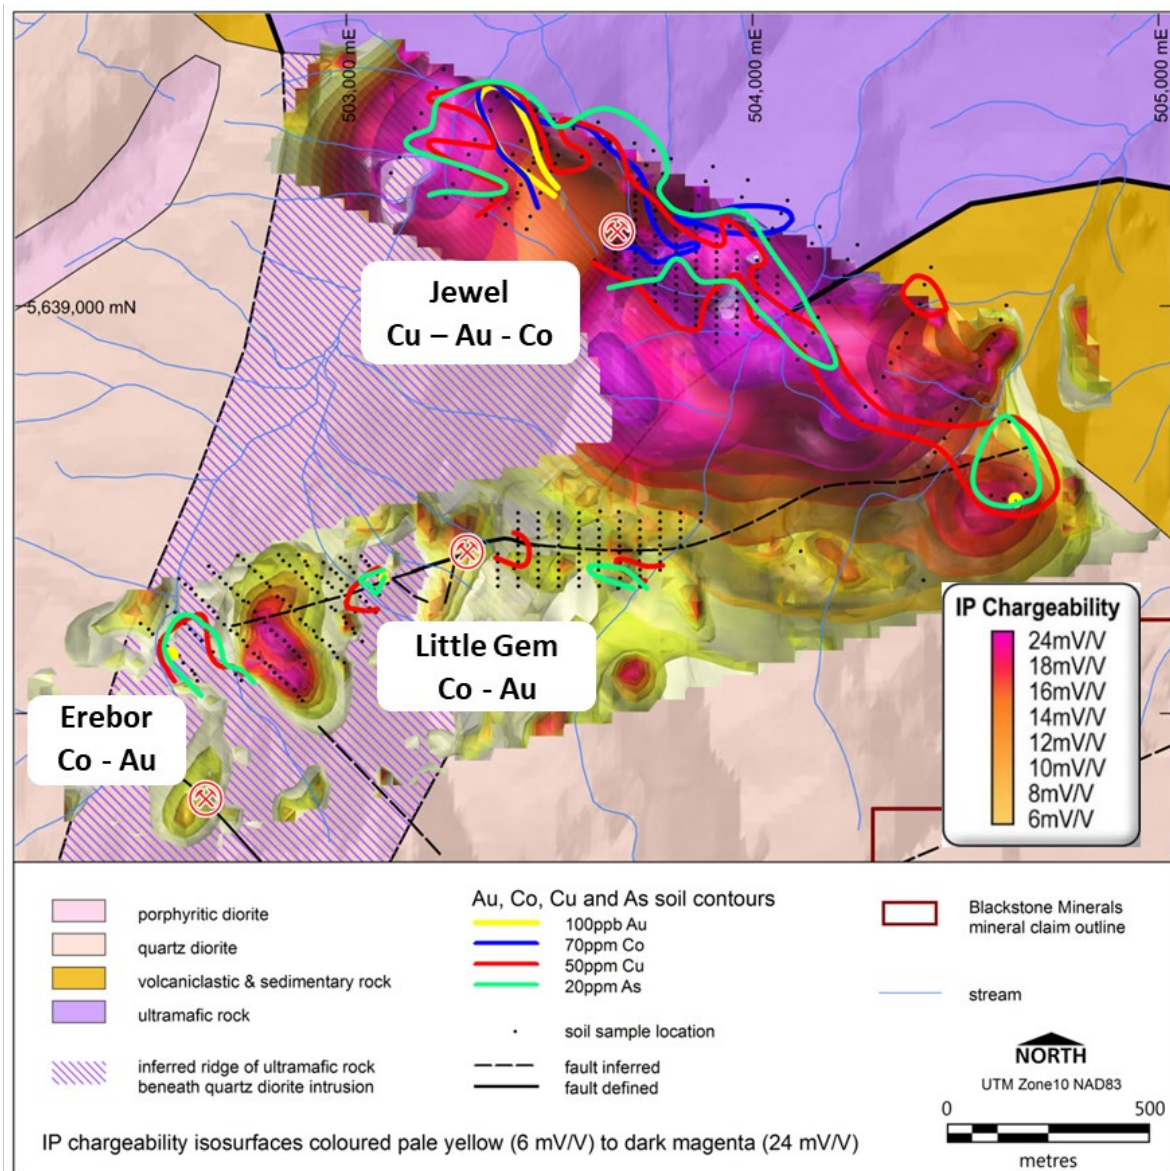 503,000 mE
504,000 mE
505,000 mE
5,639,000 mN
Jewel
Cu – Au - Co
Little Gem
Co - Au
Erebor
Co - Au
IP Chargeability
24mV/V
18mV/V
16mV/V
14mV/V
12mV/V
10mV/V
8mV/V
6mV/V
porphyritic diorite
quartz diorite
volcaniclastic & sedimentary rock
ultramafic rock
inferred ridge of ultramafic rock
beneath quartz diorite intrusion
Au, Co, Cu and As soil contours
100ppb Au
70ppm Co
50ppm Cu
20ppm As
soil sample location
fault inferred
fault defined
Blackstone Minerals
mineral claim outline
stream
NORTH
UTM Zone10 NAD83
0 500
metres
IP chargeability isosurfaces coloured pale yellow (6 mV/V) to dark magenta (24 mV/V)